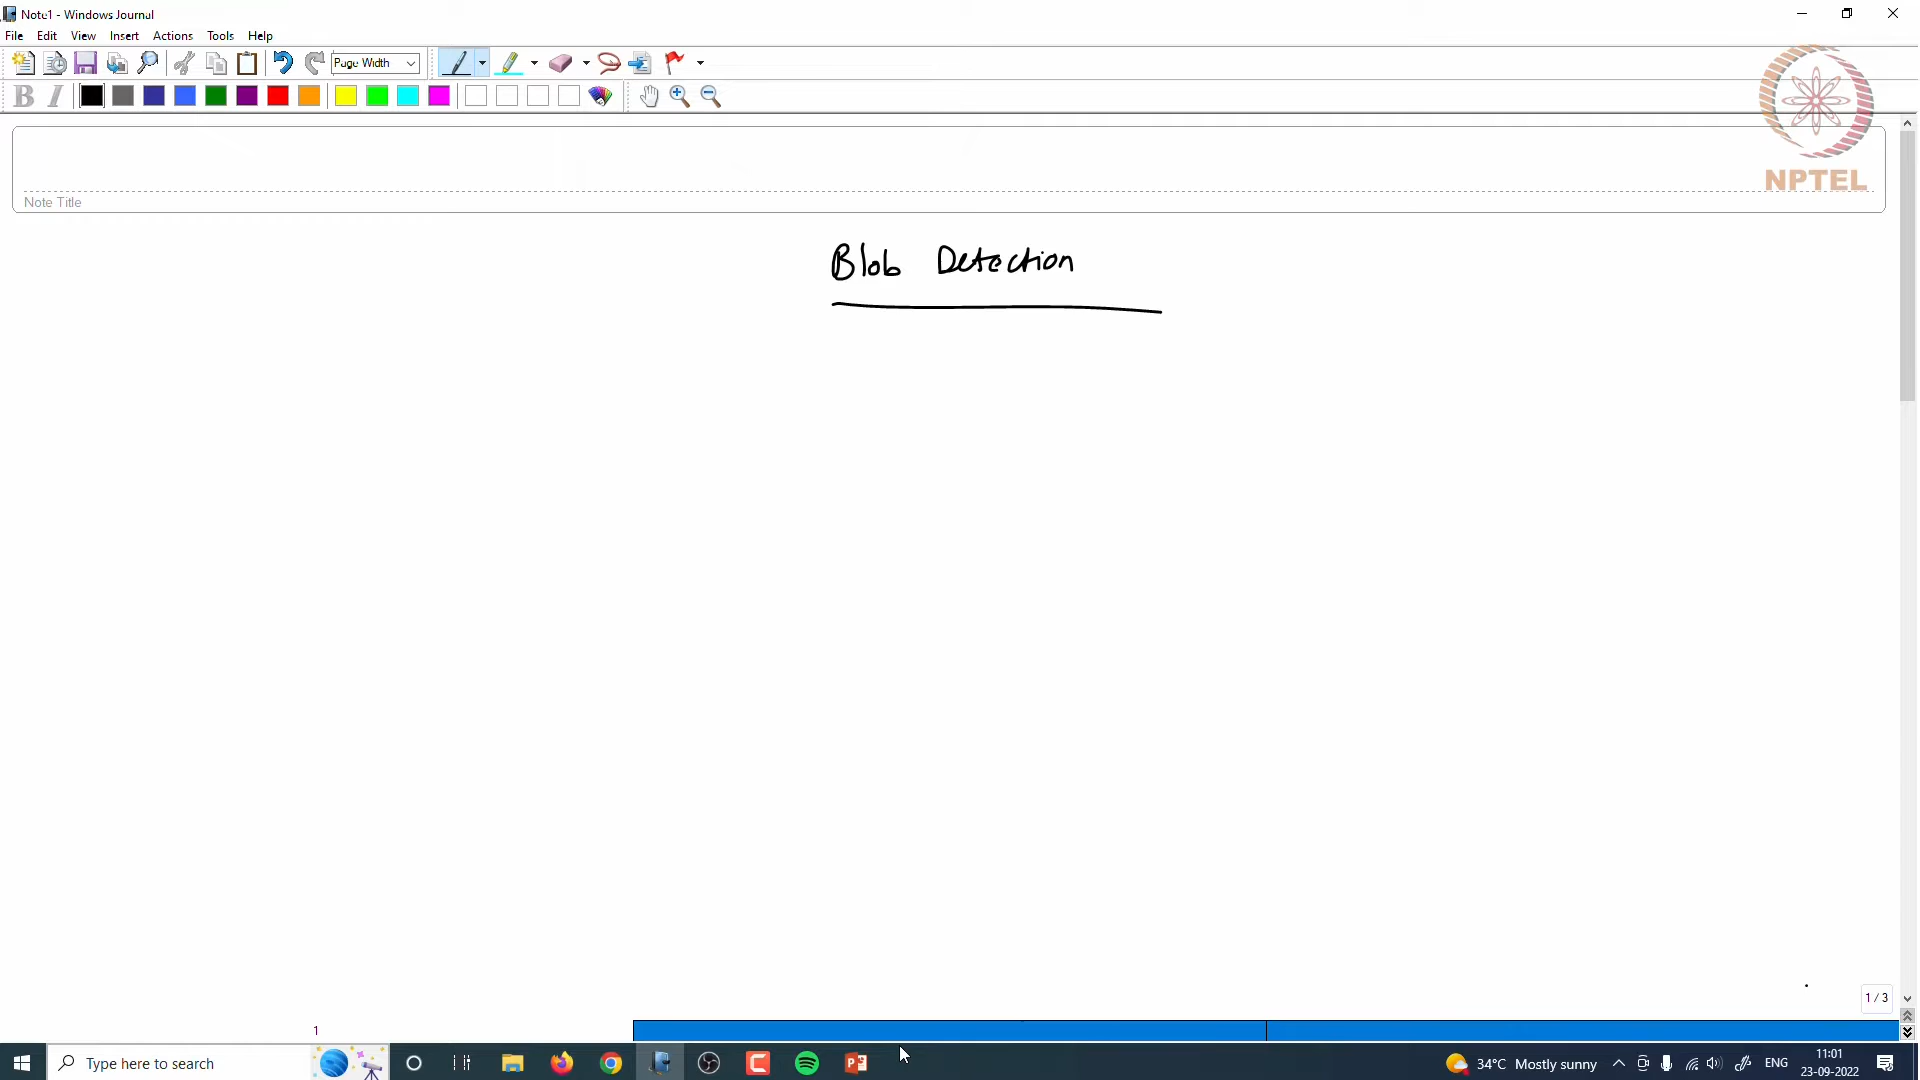 Note1 - Windows Journal
File Edit View Insert Actions Tools Help
Page Width
B I
NPTEL
Note Title
Blob Detection
1 / 3
1
Type here to search
34°C Mostly sunny
ENG
11:01
23-09-2022